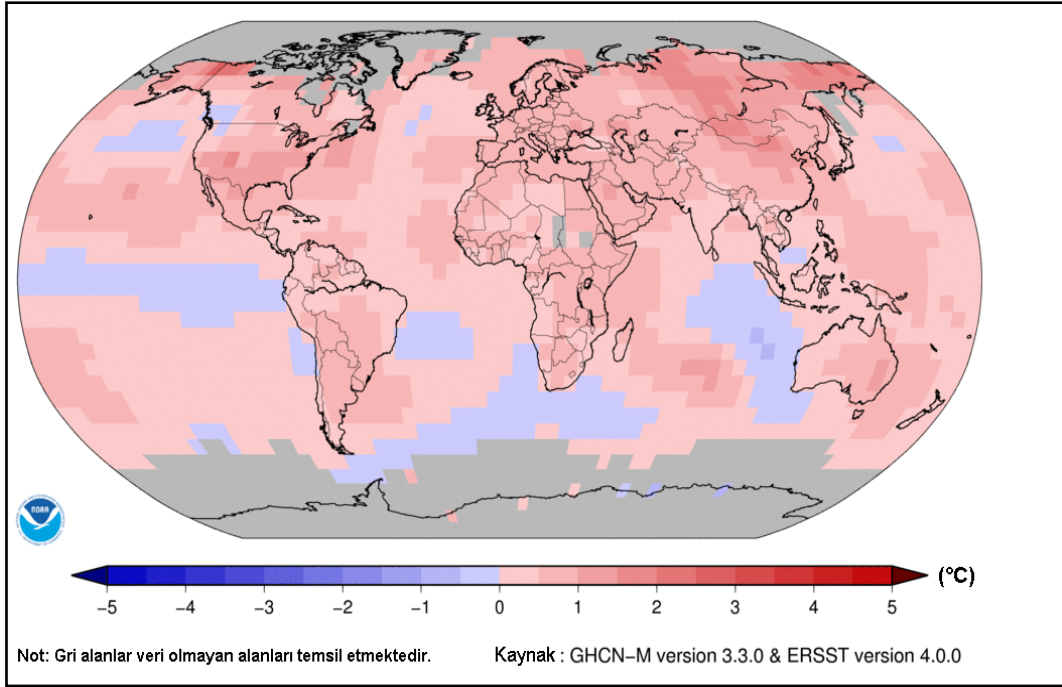 NOAA
(°C)
−5 −4 −3 −2 −1 0 1 2 3 4 5
Not: Gri alanlar veri olmayan alanları temsil etmektedir. Kaynak : GHCN−M version 3.3.0 & ERSST version 4.0.0